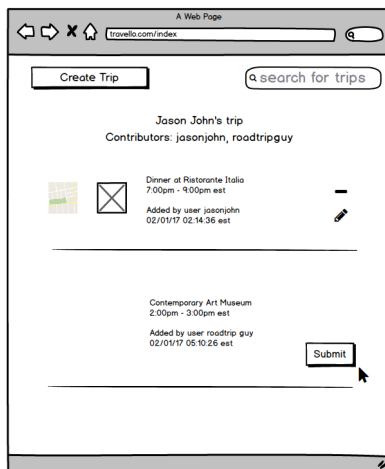 A Web Page
travello.com/index
Create Trip
search for trips
Jason John's trip
Contributors: jasonjohn, roadtripguy
Dinner at Ristorante Italia
7:00pm - 9:00pm est
Added by user jasonjohn
02/01/17 02:14:36 est
Contemporary Art Museum
2:00pm - 3:00pm est
Added by user roadtrip guy
02/01/17 05:10:26 est
Submit